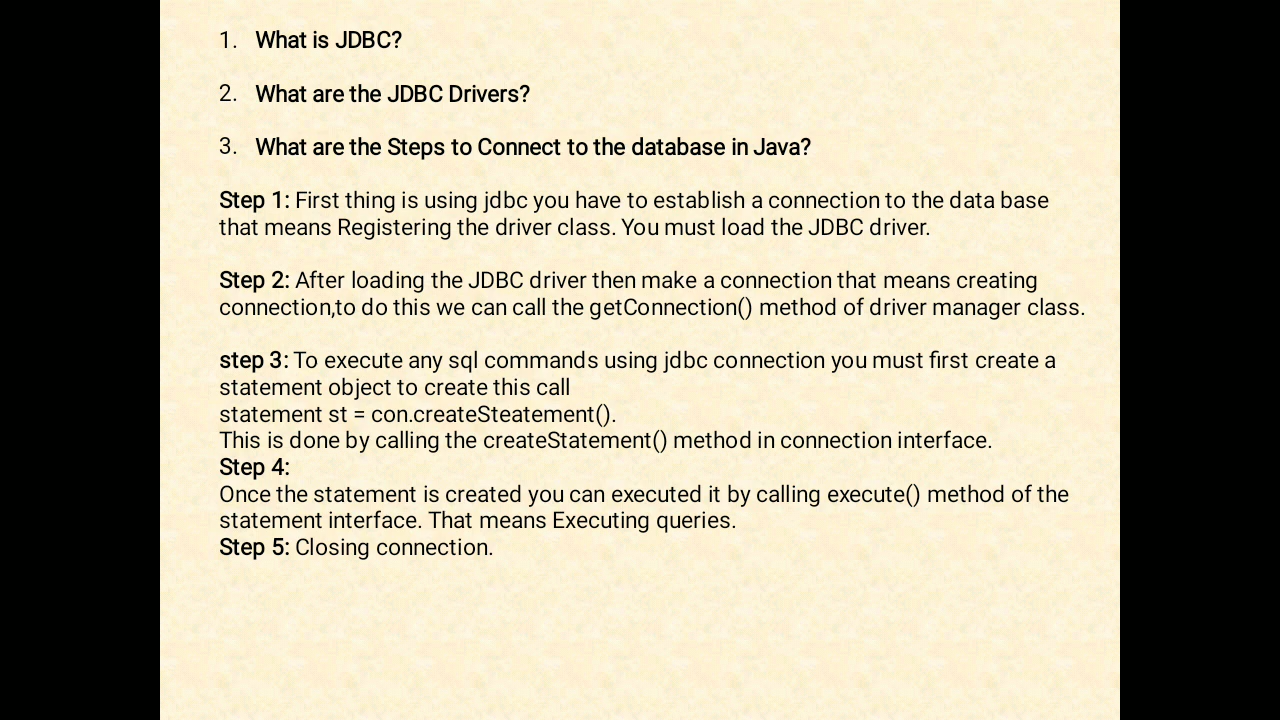 1. What is JDBC?
2. What are the JDBC Drivers?
3. What are the Steps to Connect to the database in Java?
Step 1: First thing is using jdbc you have to establish a connection to the data base
that means Registering the driver class. You must load the JDBC driver.
Step 2: After loading the JDBC driver then make a connection that means creating
connection,to do this we can call the getConnection() method of driver manager class.
step 3: To execute any sql commands using jdbc connection you must first create a
statement object to create this call
statement st = con.createSteatement().
This is done by calling the createStatement() method in connection interface.
Step 4:
Once the statement is created you can executed it by calling execute() method of the
statement interface. That means Executing queries.
Step 5: Closing connection.